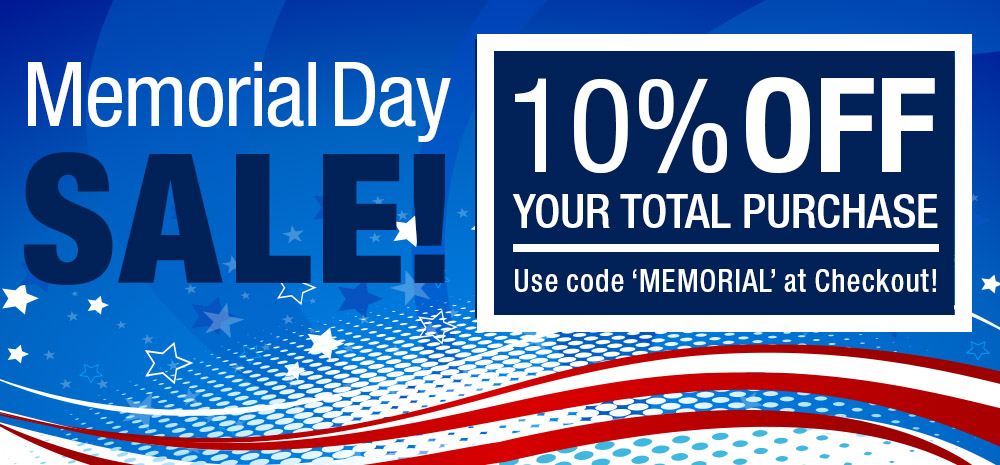 Memorial Day
SALE!
10% OFF
YOUR TOTAL PURCHASE
Use code ‘MEMORIAL’ at Checkout!